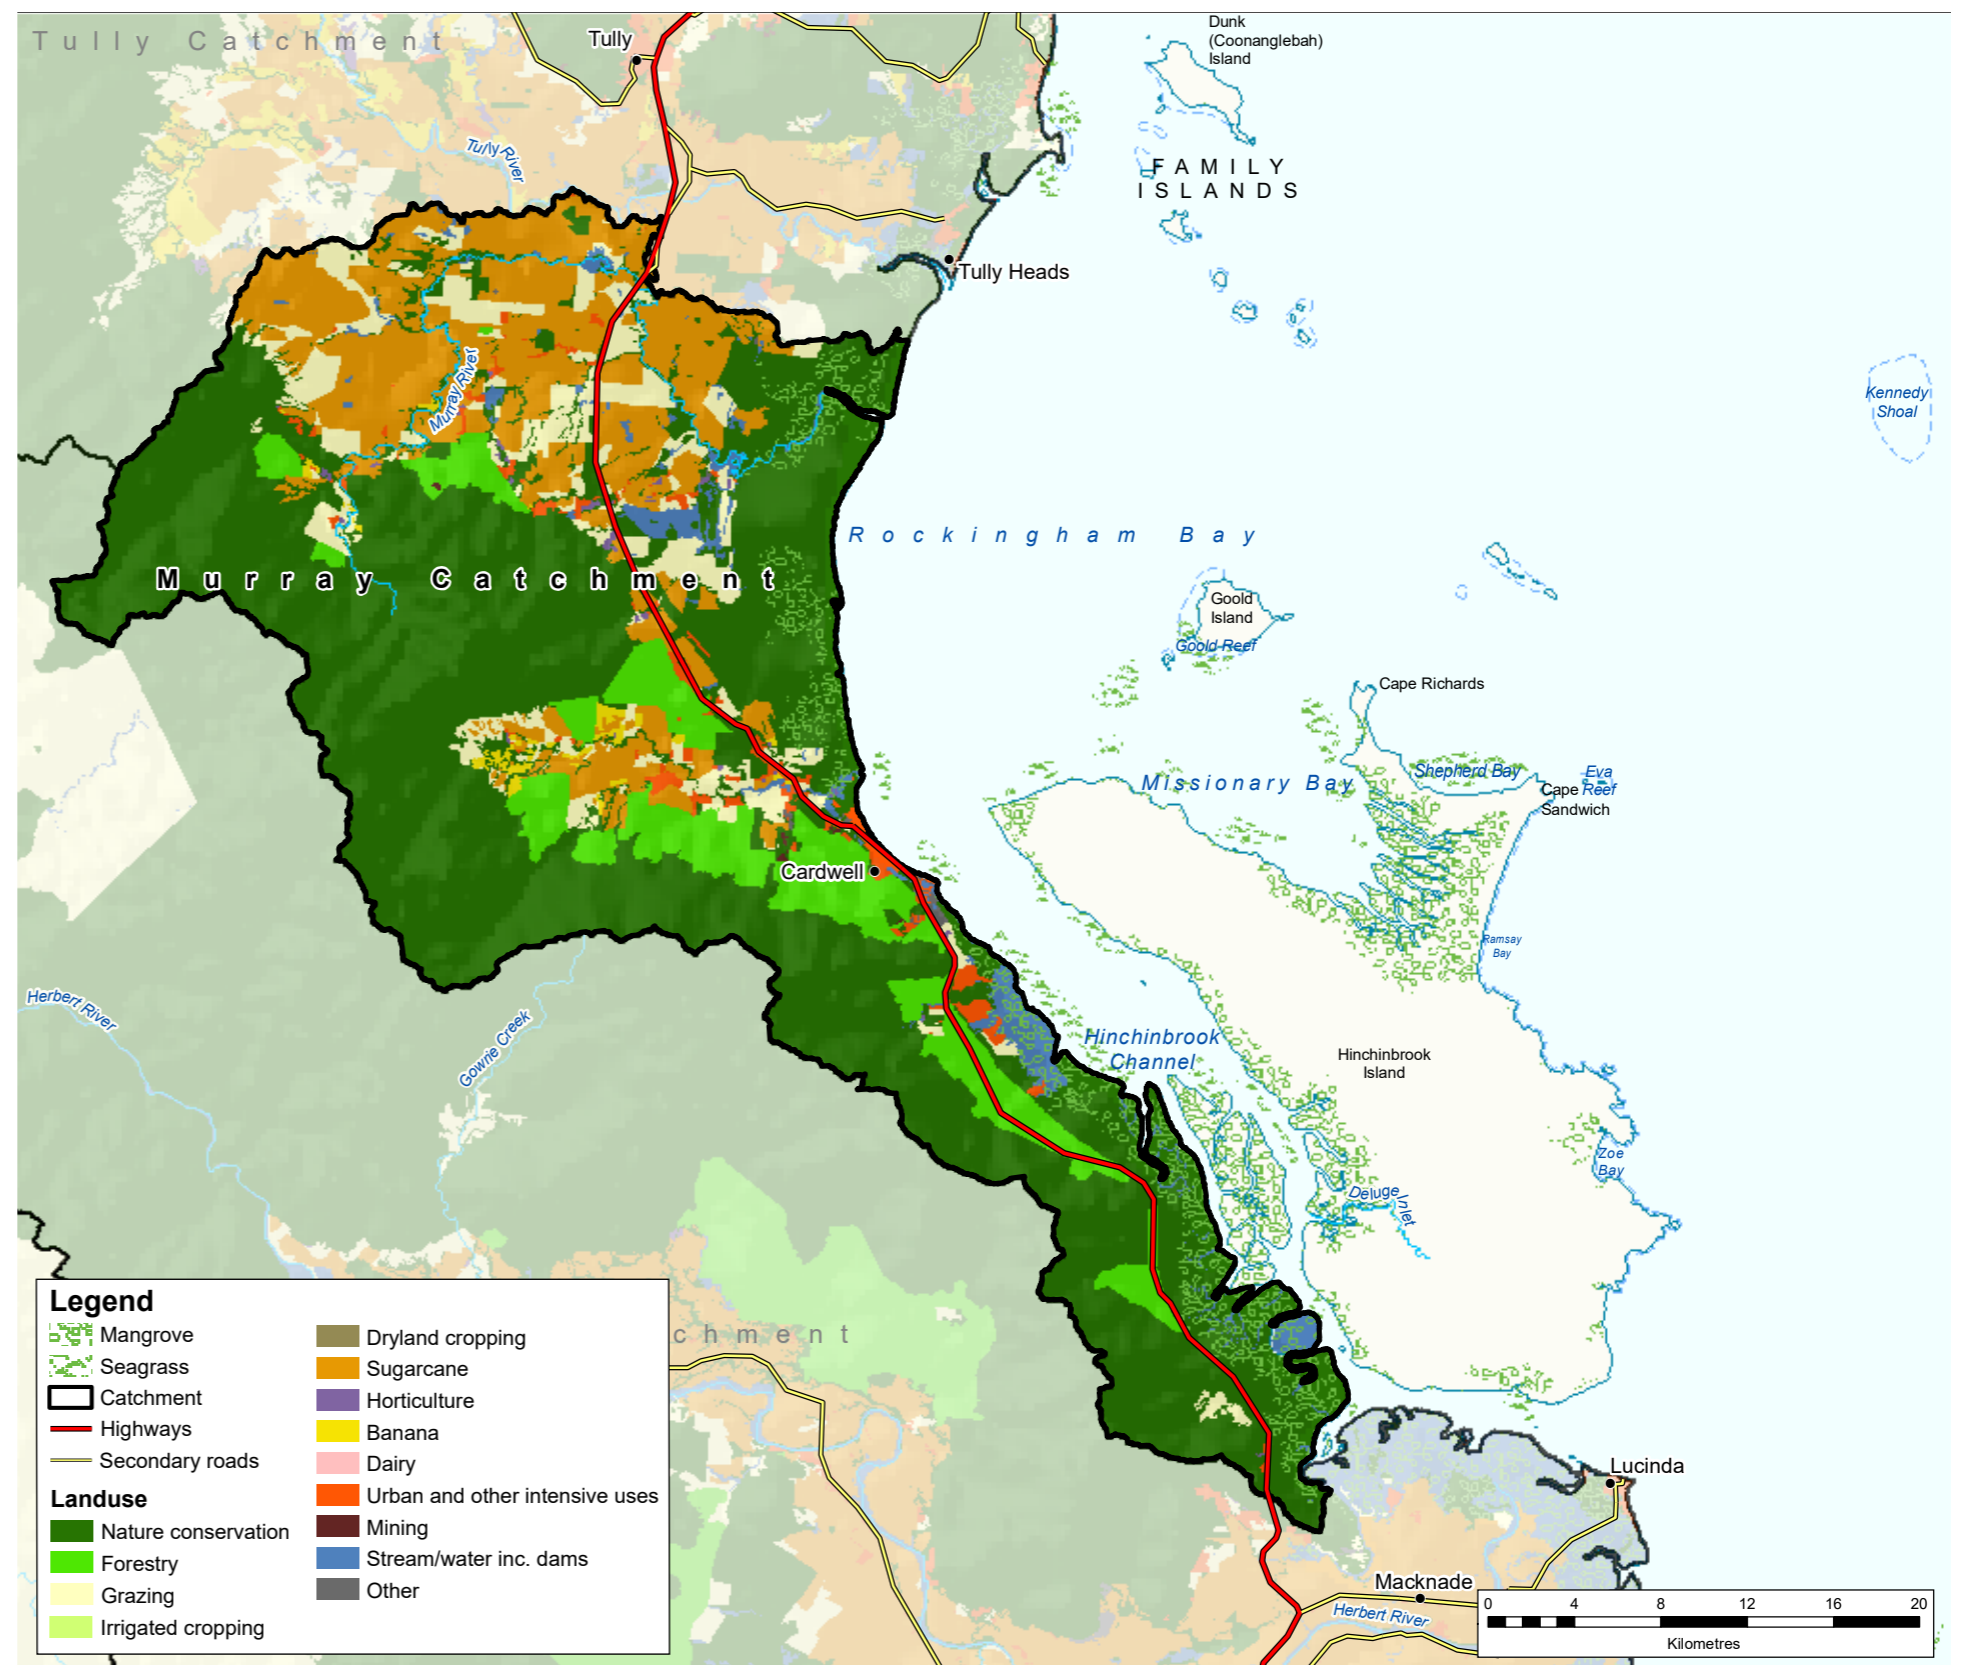 Tully Catchment
Tully
Dunk
(Coonanglebah)
Island
Tully River
FAMILY
ISLANDS
Tully Heads
Murray River
Kennedy
Shoal
Rockingham Bay
Murray Catchment
Goold
Island
Goold Reef
Cape Richards
Missionary Bay
Shepherd Bay
Eva
Reef
Cape
Sandwich
Cardwell
Ramsay
Bay
Herbert River
Gowrie Creek
Hinchinbrook
Channel
Hinchinbrook
Island
Zoe
Bay
Deluge Inlet
chment
Lucinda
Macknade
Herbert River
Legend
Mangrove
Seagrass
Catchment
Highways
Secondary roads
Landuse
Nature conservation
Forestry
Grazing
Irrigated cropping
Dryland cropping
Sugarcane
Horticulture
Banana
Dairy
Urban and other intensive uses
Mining
Stream/water inc. dams
Other
0 4 8 12 16 20
Kilometres